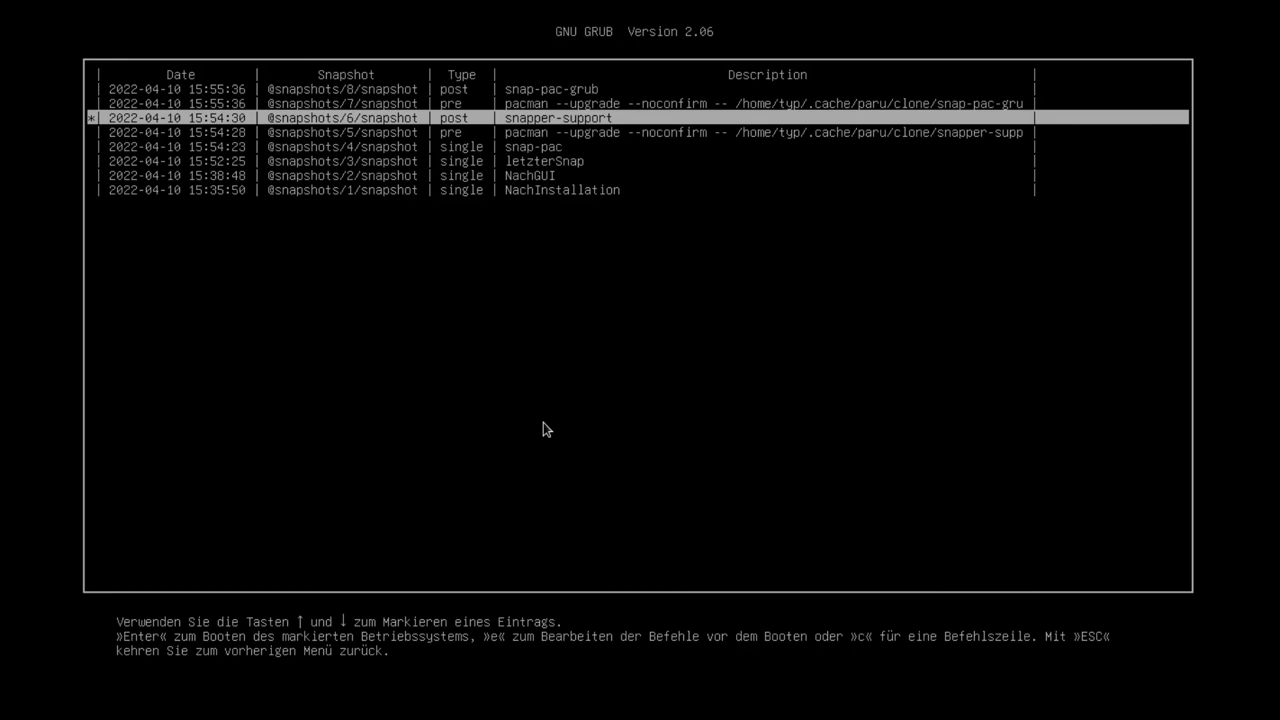 GNU GRUB  Version 2.06
|         Date          |        Snapshot        |  Type  |                                Description                                |
| 2022-04-10 15:55:36 | @snapshots/8/snapshot | post   | snap-pac-grub                                                             |
| 2022-04-10 15:55:36 | @snapshots/7/snapshot | pre    | pacman --upgrade --noconfirm -- /home/typ/.cache/paru/clone/snap-pac-gru |
*| 2022-04-10 15:54:30 | @snapshots/6/snapshot | post   | snapper-support                                                           |
| 2022-04-10 15:54:28 | @snapshots/5/snapshot | pre    | pacman --upgrade --noconfirm -- /home/typ/.cache/paru/clone/snapper-supp |
| 2022-04-10 15:54:23 | @snapshots/4/snapshot | single | snap-pac                                                                  |
| 2022-04-10 15:52:25 | @snapshots/3/snapshot | single | letzterSnap                                                               |
| 2022-04-10 15:38:48 | @snapshots/2/snapshot | single | NachGUI                                                                   |
| 2022-04-10 15:35:50 | @snapshots/1/snapshot | single | NachInstallation                                                          |
Verwenden Sie die Tasten ↑ und ↓ zum Markieren eines Eintrags.
»Enter« zum Booten des markierten Betriebssystems, »e« zum Bearbeiten der Befehle vor dem Booten oder »c« für eine Befehlszeile. Mit »ESC«
kehren Sie zum vorherigen Menü zurück.